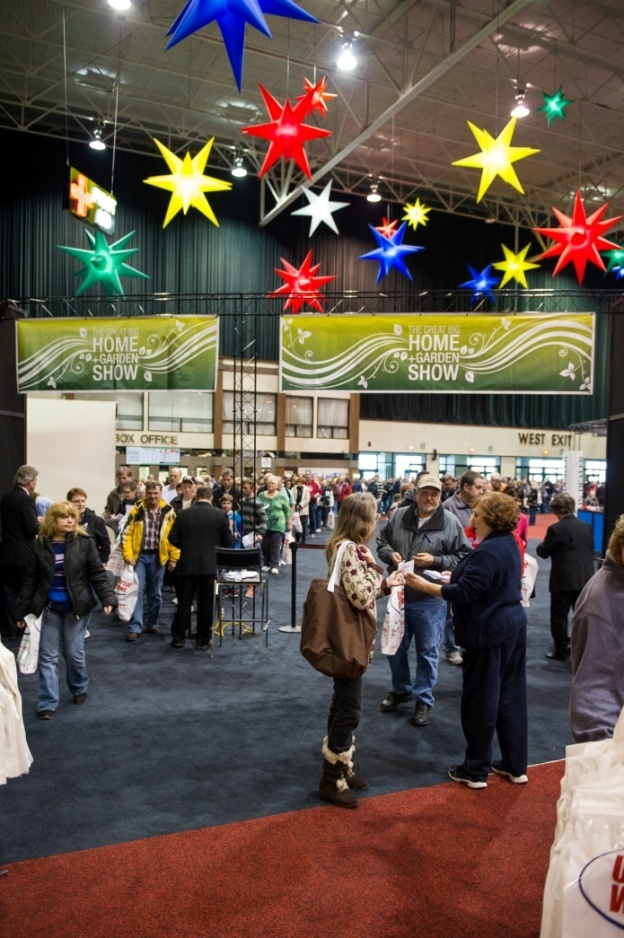 THE GREAT BIG
HOME
+GARDEN
SHOW
THE GREAT BIG
HOME
+GARDEN
SHOW
BOX OFFICE
WEST EXIT